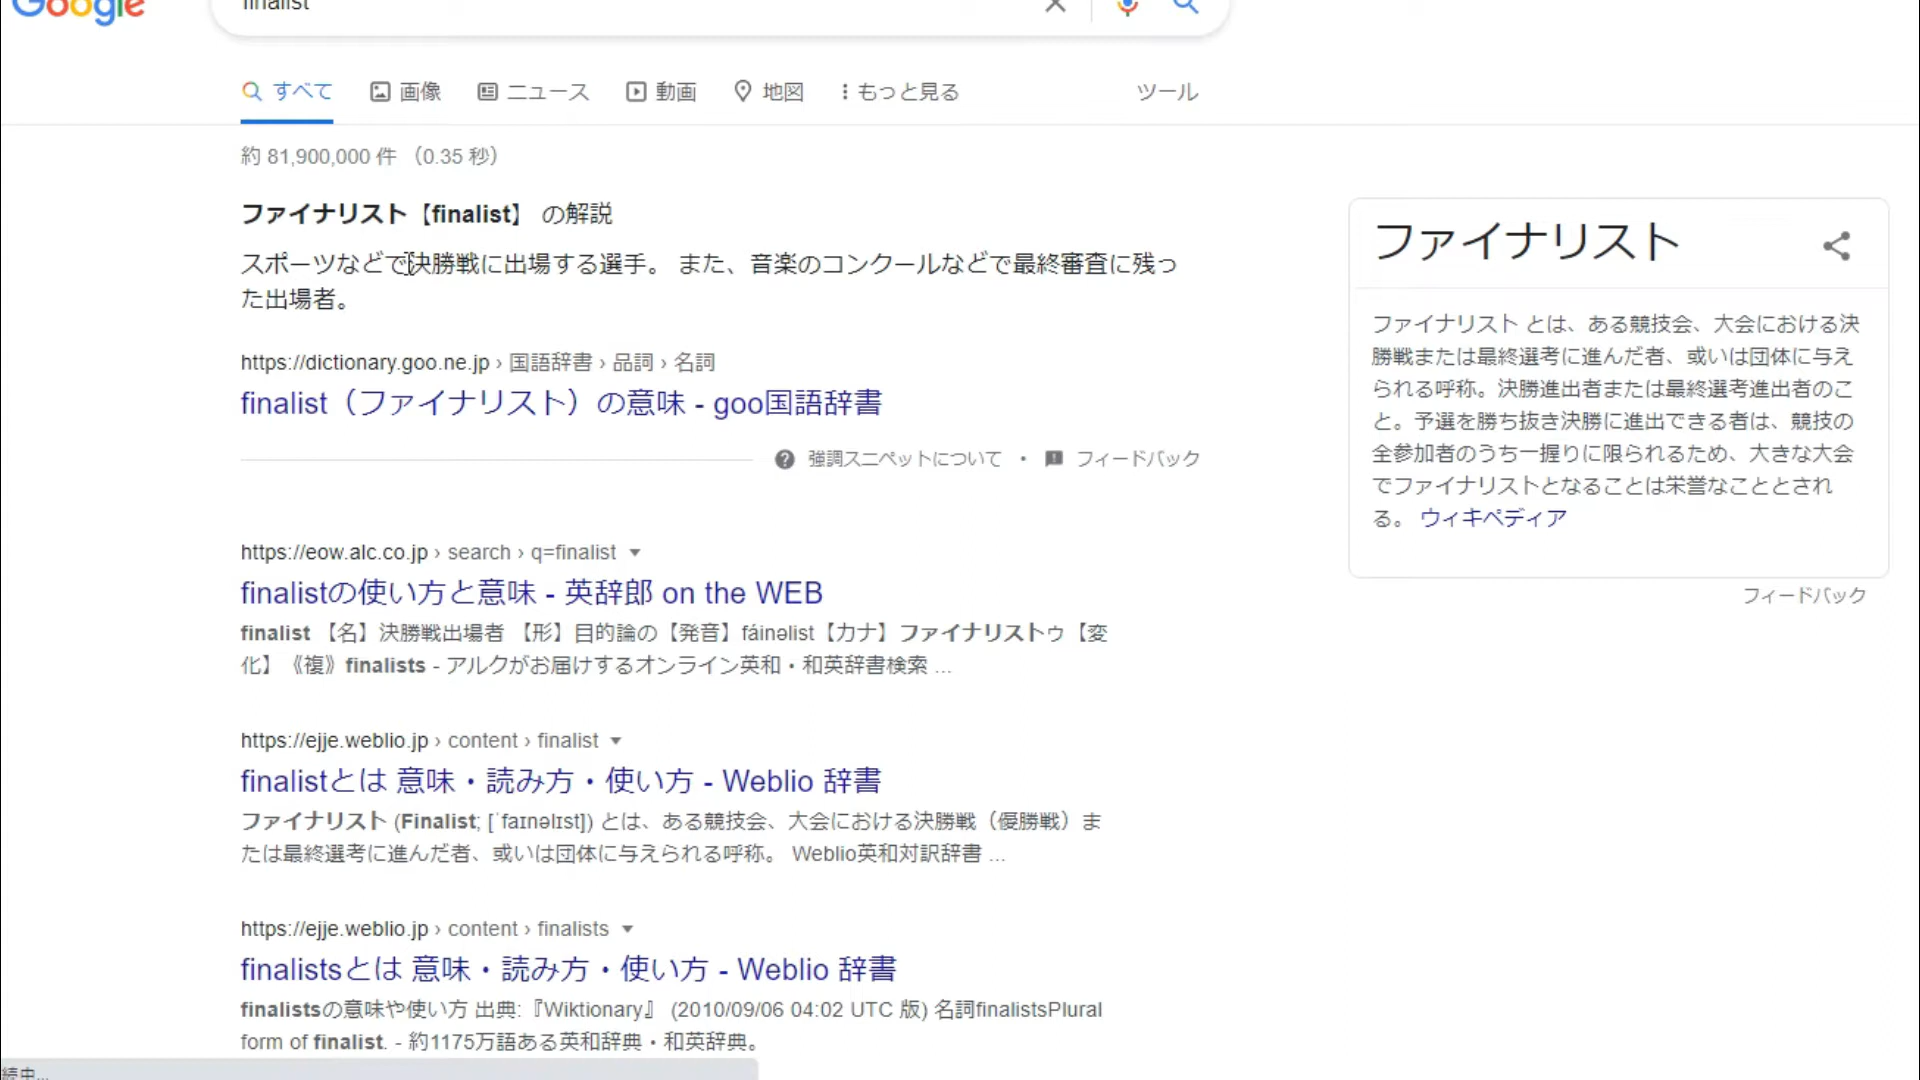 Google
finalist
すべて 画像 ニュース 動画 地図 もっと見る ツール
約 81,900,000 件 （0.35 秒）
ファイナリスト【finalist】 の解説
スポーツなどで決勝戦に出場する選手。 また、音楽のコンクールなどで最終審査に残っ
た出場者。
https://dictionary.goo.ne.jp › 国語辞書 › 品詞 › 名詞
finalist（ファイナリスト）の意味 - goo国語辞書
強調スニペットについて ・ フィードバック
https://eow.alc.co.jp › search › q=finalist
finalistの使い方と意味 - 英辞郎 on the WEB
finalist 【名】決勝戦出場者 【形】目的論の【発音】fáinəlist【カナ】ファイナリストゥ【変
化】《複》finalists - アルクがお届けするオンライン英和・和英辞書検索 ...
https://ejje.weblio.jp › content › finalist
finalistとは 意味・読み方・使い方 - Weblio 辞書
ファイナリスト (Finalist; [ˈfaɪnəlɪst]) とは、ある競技会、大会における決勝戦（優勝戦）ま
たは最終選考に進んだ者、或いは団体に与えられる呼称。 Weblio英和対訳辞書 ...
https://ejje.weblio.jp › content › finalists
finalistsとは 意味・読み方・使い方 - Weblio 辞書
finalistsの意味や使い方 出典:『Wiktionary』 (2010/09/06 04:02 UTC 版) 名詞finalistsPlural
form of finalist. - 約1175万語ある英和辞典・和英辞典。
ファイナリスト
ファイナリスト とは、ある競技会、大会における決
勝戦または最終選考に進んだ者、或いは団体に与え
られる呼称。決勝進出者または最終選考進出者のこ
と。予選を勝ち抜き決勝に進出できる者は、競技の
全参加者のうち一握りに限られるため、大きな大会
でファイナリストとなることは栄誉なこととされ
る。 ウィキペディア
フィードバック
続中...